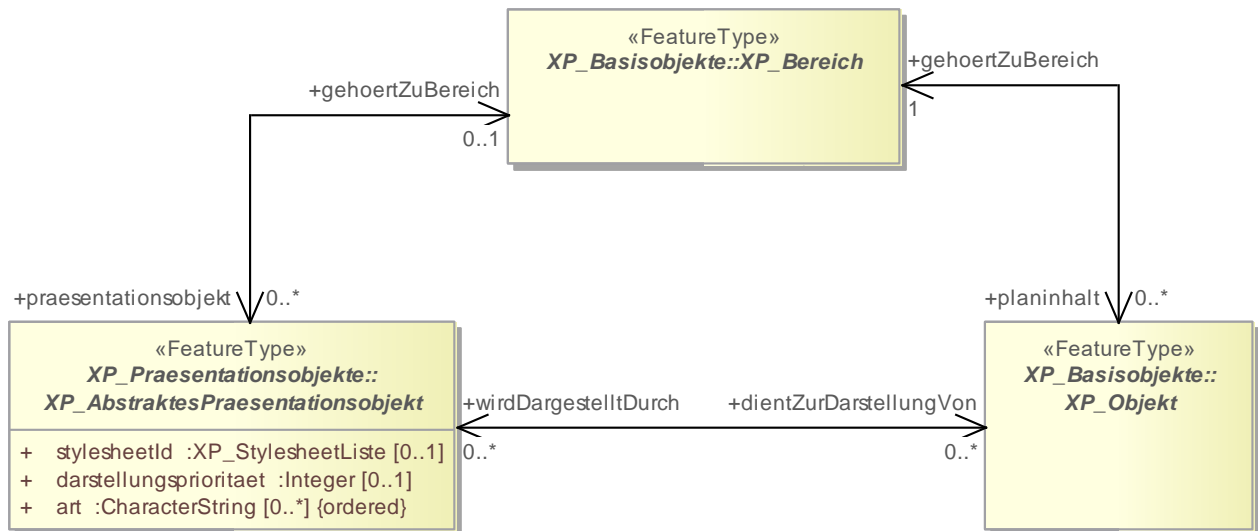 «FeatureType»
XP_Basisobjekte::XP_Bereich
+gehoertZuBereich
+gehoertZuBereich
0..1
1
+praesentationsobjekt
0..*
+planinhalt
0..*
«FeatureType»
XP_Praesentationsobjekte::
XP_AbstraktesPraesentationsobjekt
+ stylesheetId :XP_StylesheetListe [0..1]
+ darstellungsprioritaet :Integer [0..1]
+ art :CharacterString [0..*] {ordered}
+wirdDargestelltDurch
0..*
+dientZurDarstellungVon
0..*
«FeatureType»
XP_Basisobjekte::
XP_Objekt